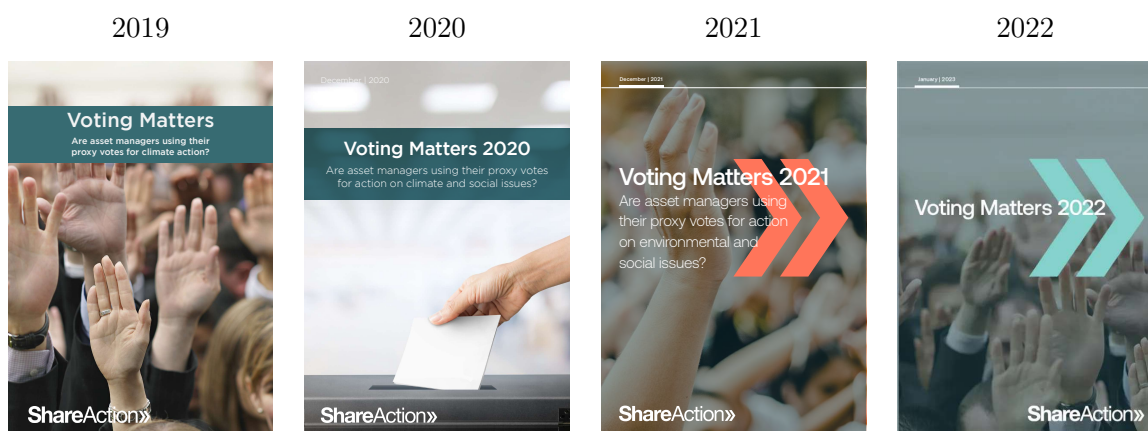 2019
2020
2021
2022
Voting Matters
Are asset managers using their
proxy votes for climate action?
ShareAction»
December | 2020
Voting Matters 2020
Are asset managers using their proxy votes
for action on climate and social issues?
ShareAction»
December | 2021
Voting Matters 2021
Are asset managers using
their proxy votes for action
on environmental and
social issues?
ShareAction»
January | 2023
Voting Matters 2022
ShareAction»